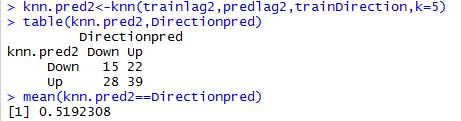 > knn.pred2<-knn(trainlag2,predlag2,trainDirection,k=5)
> table(knn.pred2,Directionpred)
Directionpred
knn.pred2 Down Up
Down 15 22
Up 28 39
> mean(knn.pred2==Directionpred)
[1] 0.5192308